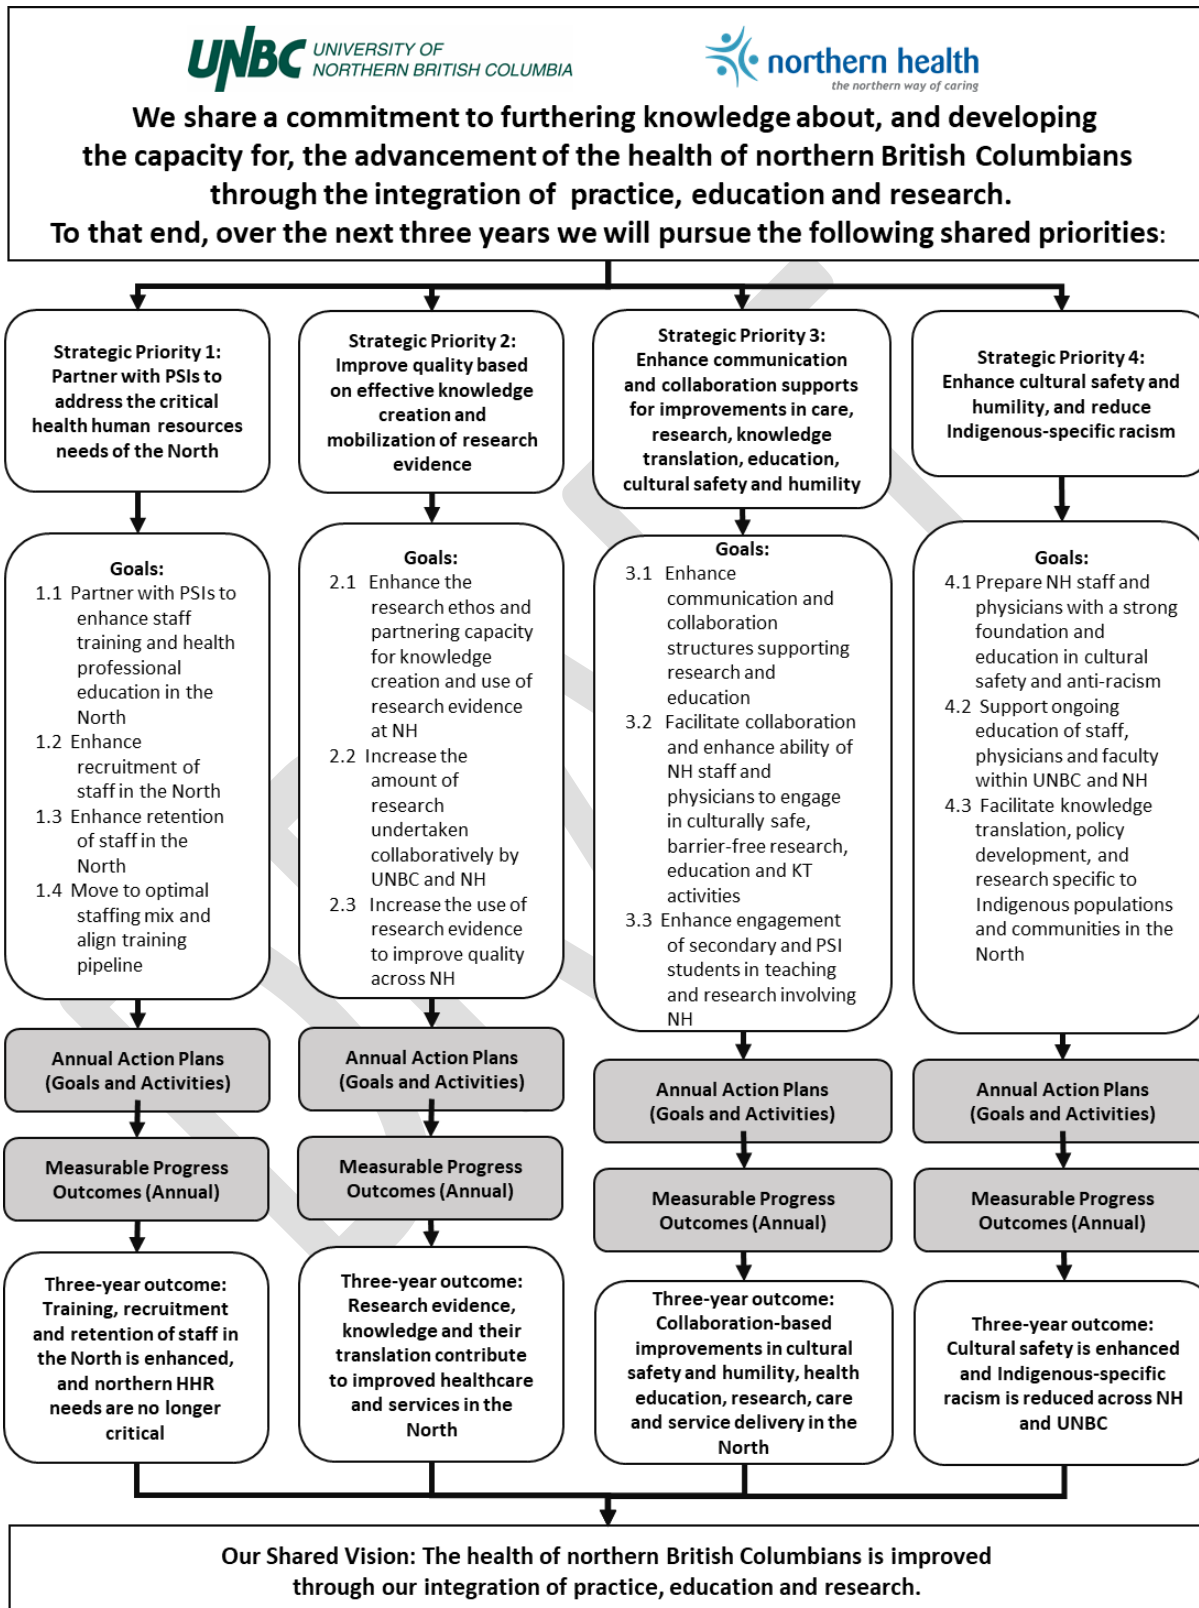 UNBC UNIVERSITY OF
NORTHERN BRITISH COLUMBIA
northern health
the northern way of caring
We share a commitment to furthering knowledge about, and developing
the capacity for, the advancement of the health of northern British Columbians
through the integration of practice, education and research.
To that end, over the next three years we will pursue the following shared priorities:
Strategic Priority 1:
Partner with PSIs to
address the critical
health human resources
needs of the North
Strategic Priority 2:
Improve quality based
on effective knowledge
creation and
mobilization of research
evidence
Strategic Priority 3:
Enhance communication
and collaboration supports
for improvements in care,
research, knowledge
translation, education,
cultural safety and humility
Strategic Priority 4:
Enhance cultural safety and
humility, and reduce
Indigenous-specific racism
Goals:
1.1 Partner with PSIs to
enhance staff
training and health
professional
education in the
North
1.2 Enhance
recruitment of
staff in the North
1.3 Enhance retention
of staff in the
North
1.4 Move to optimal
staffing mix and
align training
pipeline
Goals:
2.1 Enhance the
research ethos and
partnering capacity
for knowledge
creation and use of
research evidence
at NH
2.2 Increase the
amount of
research
undertaken
collaboratively by
UNBC and NH
2.3 Increase the use of
research evidence
to improve quality
across NH
Goals:
3.1 Enhance
communication and
collaboration
structures supporting
research and
education
3.2 Facilitate collaboration
and enhance ability of
NH staff and
physicians to engage
in culturally safe,
barrier-free research,
education and KT
activities
3.3 Enhance engagement
of secondary and PSI
students in teaching
and research involving
NH
Goals:
4.1 Prepare NH staff and
physicians with a strong
foundation and
education in cultural
safety and anti-racism
4.2 Support ongoing
education of staff,
physicians and faculty
within UNBC and NH
4.3 Facilitate knowledge
translation, policy
development, and
research specific to
Indigenous populations
and communities in the
North
Annual Action Plans
(Goals and Activities)
Annual Action Plans
(Goals and Activities)
Annual Action Plans
(Goals and Activities)
Annual Action Plans
(Goals and Activities)
Measurable Progress
Outcomes (Annual)
Measurable Progress
Outcomes (Annual)
Measurable Progress
Outcomes (Annual)
Measurable Progress
Outcomes (Annual)
Three-year outcome:
Training, recruitment
and retention of staff in
the North is enhanced,
and northern HHR
needs are no longer
critical
Three-year outcome:
Research evidence,
knowledge and their
translation contribute
to improved healthcare
and services in the
North
Three-year outcome:
Collaboration-based
improvements in cultural
safety and humility, health
education, research, care
and service delivery in the
North
Three-year outcome:
Cultural safety is enhanced
and Indigenous-specific
racism is reduced across NH
and UNBC
Our Shared Vision: The health of northern British Columbians is improved
through our integration of practice, education and research.
DRAFT